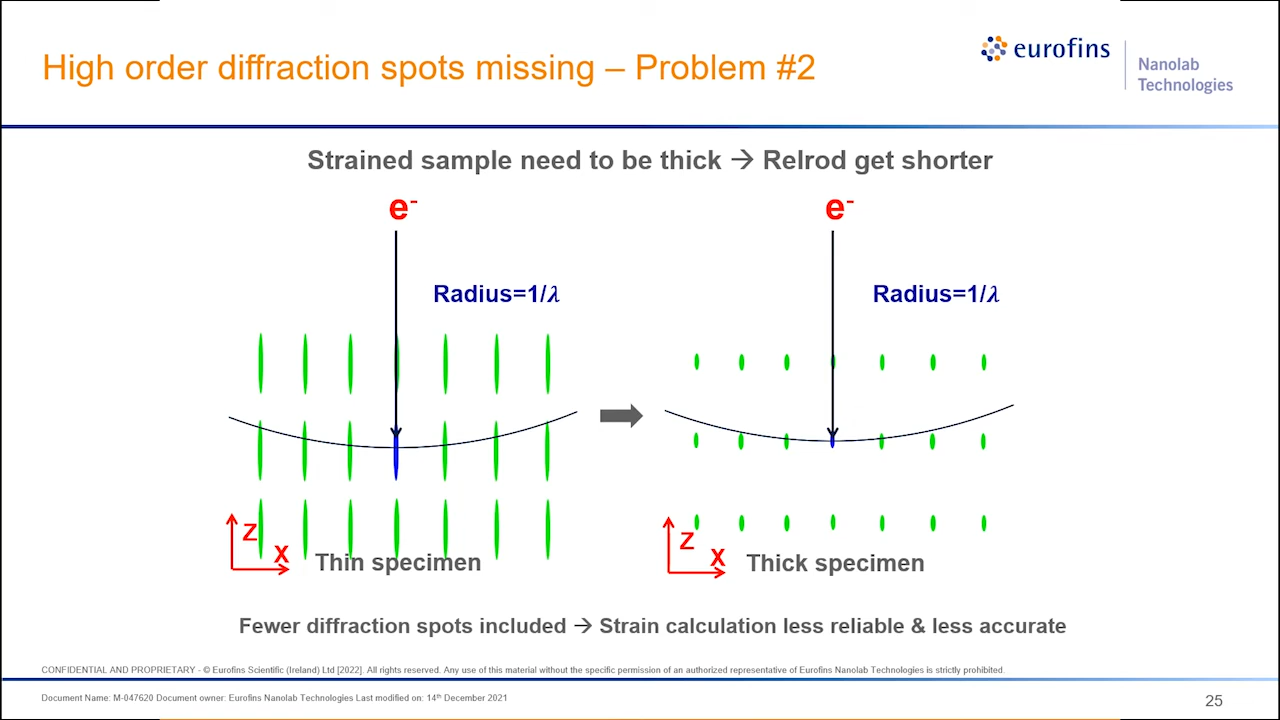 High order diffraction spots missing – Problem #2
eurofins
Nanolab
Technologies
Strained sample need to be thick → Relrod get shorter
e-
e-
Radius=1/λ
Radius=1/λ
Z
X
Thin specimen
Z
X
Thick specimen
Fewer diffraction spots included → Strain calculation less reliable & less accurate
CONFIDENTIAL AND PROPRIETARY - © Eurofins Scientific (Ireland) Ltd [2022]. All rights reserved. Any use of this material without the specific permission of an authorized representative of Eurofins Nanolab Technologies is strictly prohibited.
Document Name: M-047620 Document owner: Eurofins Nanolab Technologies Last modified on: 14th December 2021
25